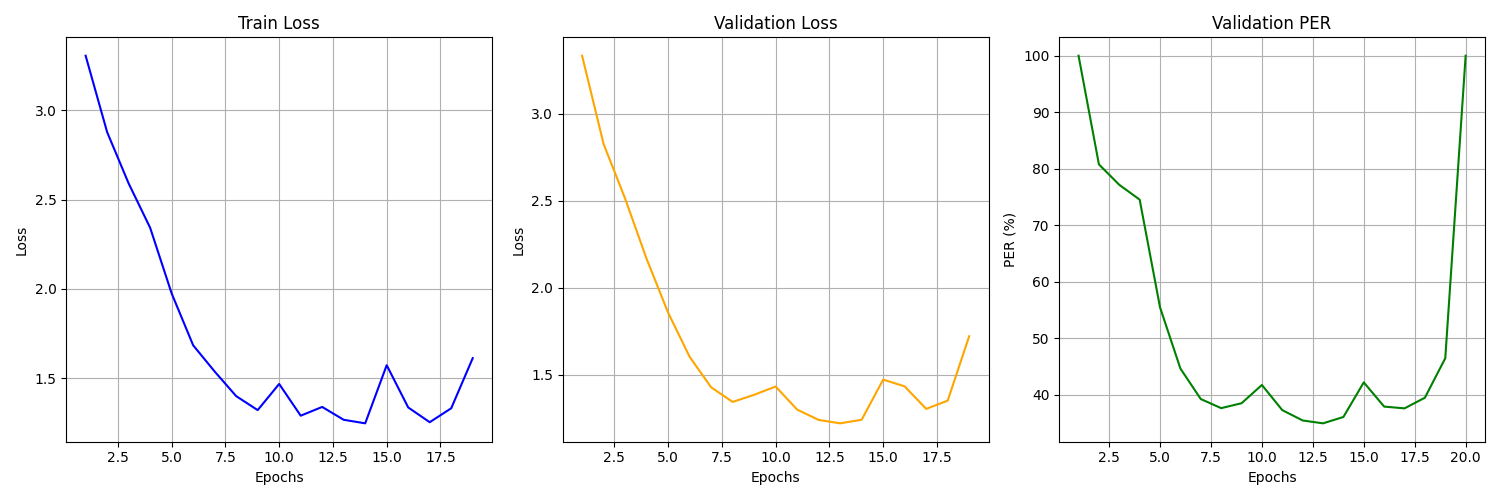 Train Loss
Loss
3.0
2.5
2.0
1.5
2.5 5.0 7.5 10.0 12.5 15.0 17.5
Epochs
Validation Loss
Loss
3.0
2.5
2.0
1.5
2.5 5.0 7.5 10.0 12.5 15.0 17.5
Epochs
Validation PER
PER (%)
100
90
80
70
60
50
40
2.5 5.0 7.5 10.0 12.5 15.0 17.5 20.0
Epochs